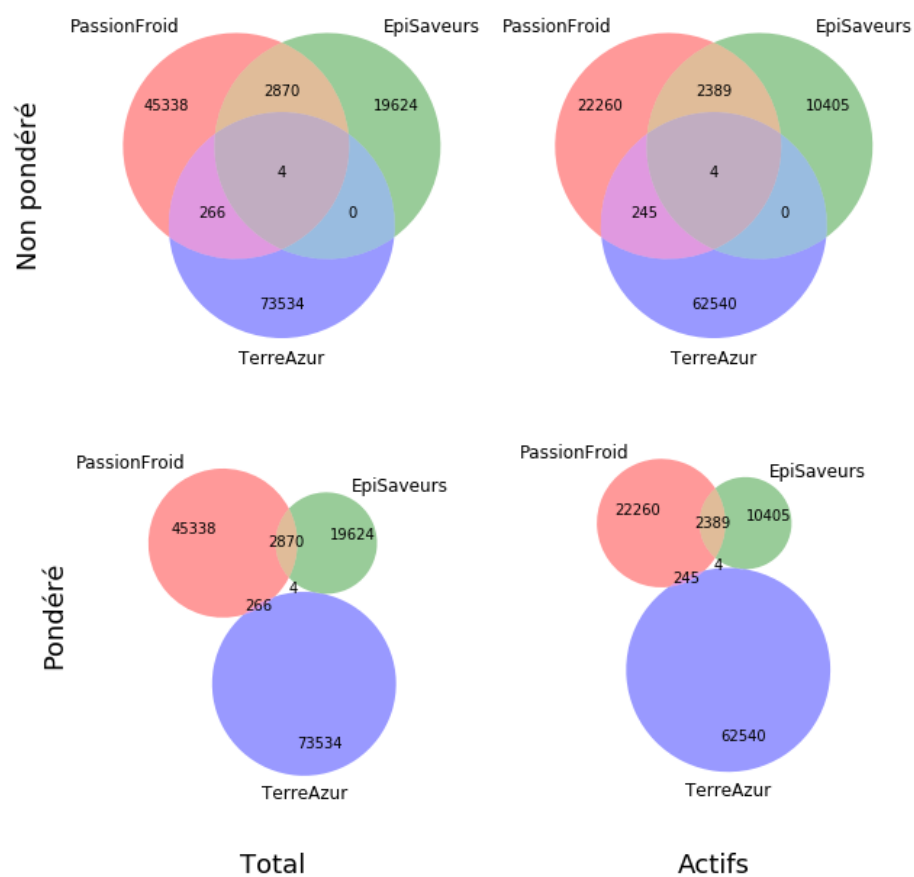 PassionFroid
EpiSaveurs
45338
2870
19624
4
266
0
73534
TerreAzur
PassionFroid
EpiSaveurs
22260
2389
10405
4
245
0
62540
TerreAzur
Non pondéré
PassionFroid
EpiSaveurs
45338
2870
19624
4
266
73534
TerreAzur
PassionFroid
EpiSaveurs
22260
2389
10405
4
245
62540
TerreAzur
Pondéré
Total
Actifs